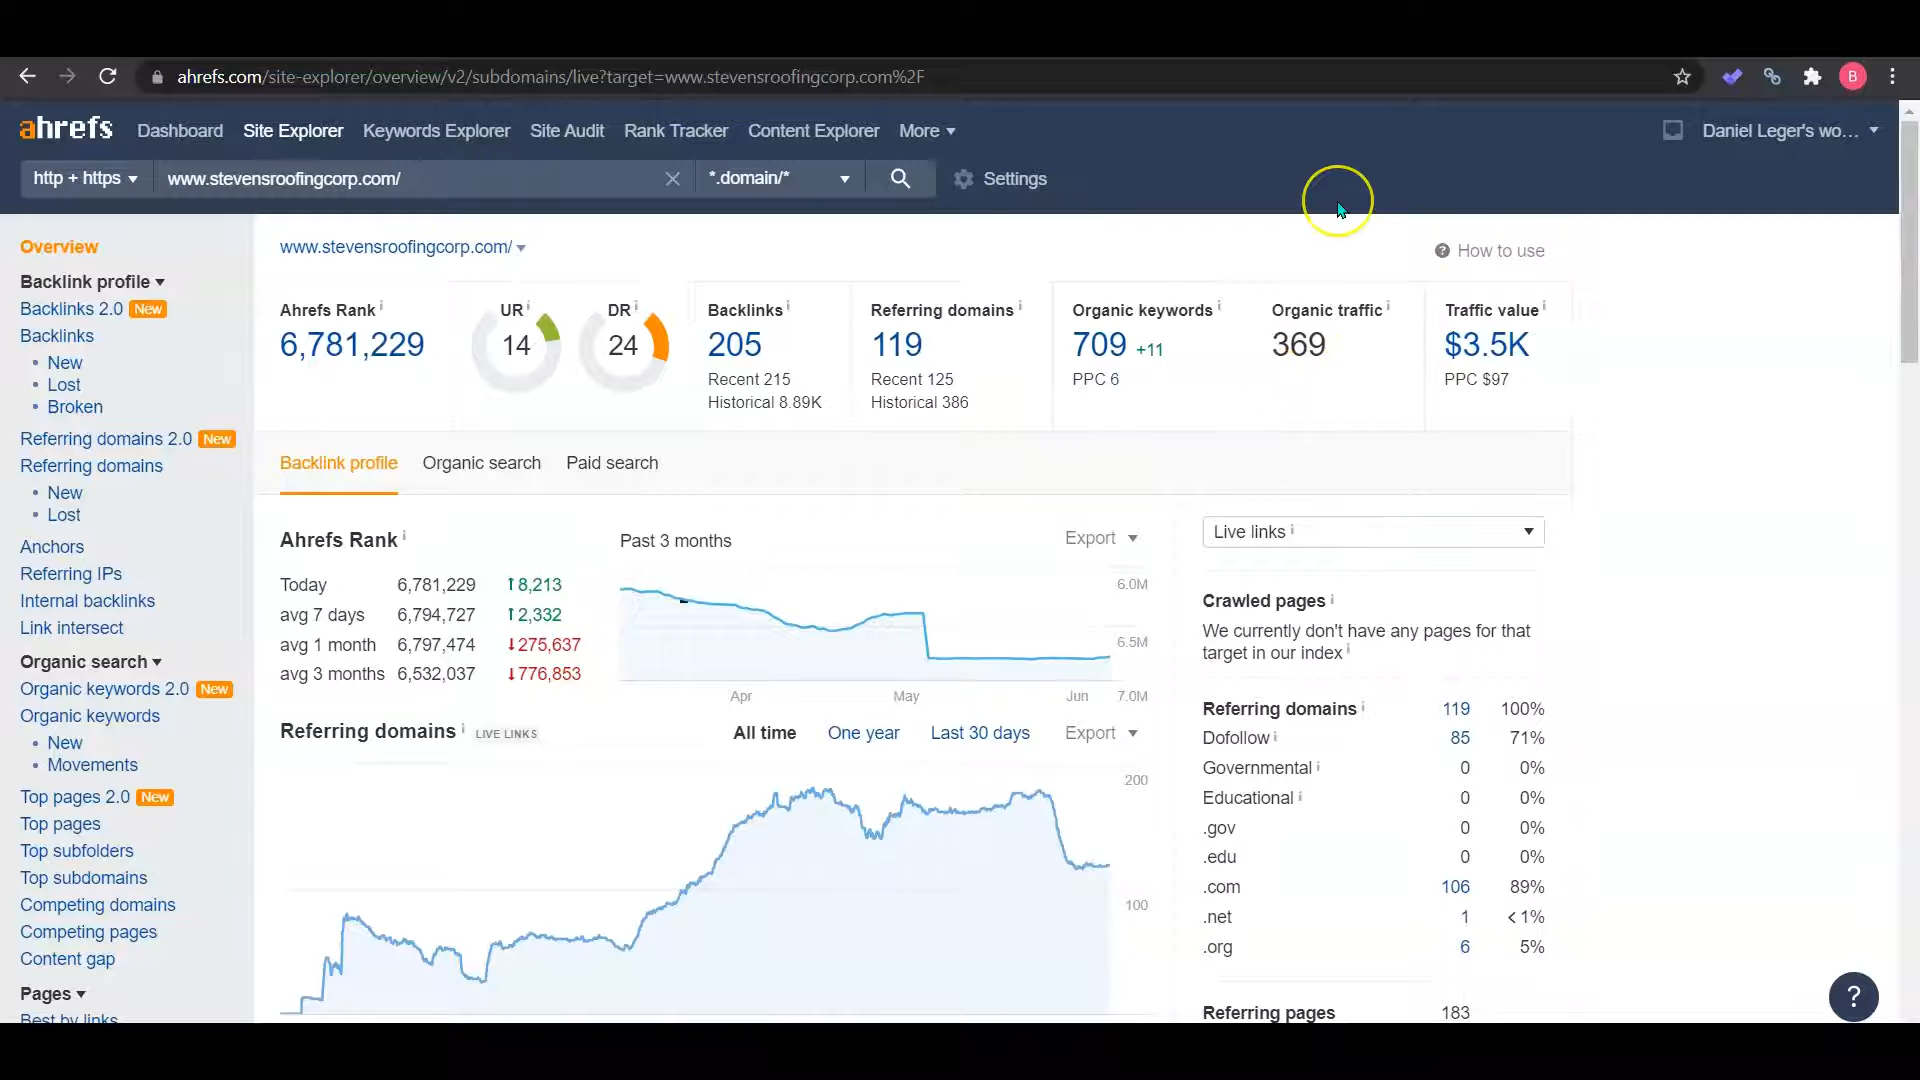 ahrefs.com/site-explorer/overview/v2/subdomains/live?target=www.stevensroofingcorp.com%2F
B
ahrefs Dashboard Site Explorer Keywords Explorer Site Audit Rank Tracker Content Explorer More
Daniel Leger's wo...
http + https www.stevensroofingcorp.com/ *.domain/* Settings
Overview
Backlink profile
Backlinks 2.0 New
Backlinks
New
Lost
Broken
Referring domains 2.0 New
Referring domains
New
Lost
Anchors
Referring IPs
Internal backlinks
Link intersect
Organic search
Organic keywords 2.0 New
Organic keywords
New
Movements
Top pages 2.0 New
Top pages
Top subfolders
Top subdomains
Competing domains
Competing pages
Content gap
Pages
Best by links
www.stevensroofingcorp.com/
? How to use
Ahrefs Rank i
6,781,229
UR i
14
DR i
24
Backlinks i
205
Recent 215
Historical 8.89K
Referring domains i
119
Recent 125
Historical 386
Organic keywords i
709 +11
PPC 6
Organic traffic i
369
Traffic value i
$3.5K
PPC $97
Backlink profile Organic search Paid search
Ahrefs Rank i
Today 6,781,229 ↑8,213
avg 7 days 6,794,727 ↑2,332
avg 1 month 6,797,474 ↓275,637
avg 3 months 6,532,037 ↓776,853
Past 3 months
Export
6.0M
6.5M
7.0M
Apr May Jun
Referring domains i LIVE LINKS
All time One year Last 30 days Export
200
100
Live links i
Crawled pages i
We currently don't have any pages for that
target in our index i
Referring domains i 119 100%
Dofollow i 85 71%
Governmental i 0 0%
Educational i 0 0%
.gov 0 0%
.edu 0 0%
.com 106 89%
.net 1 <1%
.org 6 5%
Referring pages 183
?